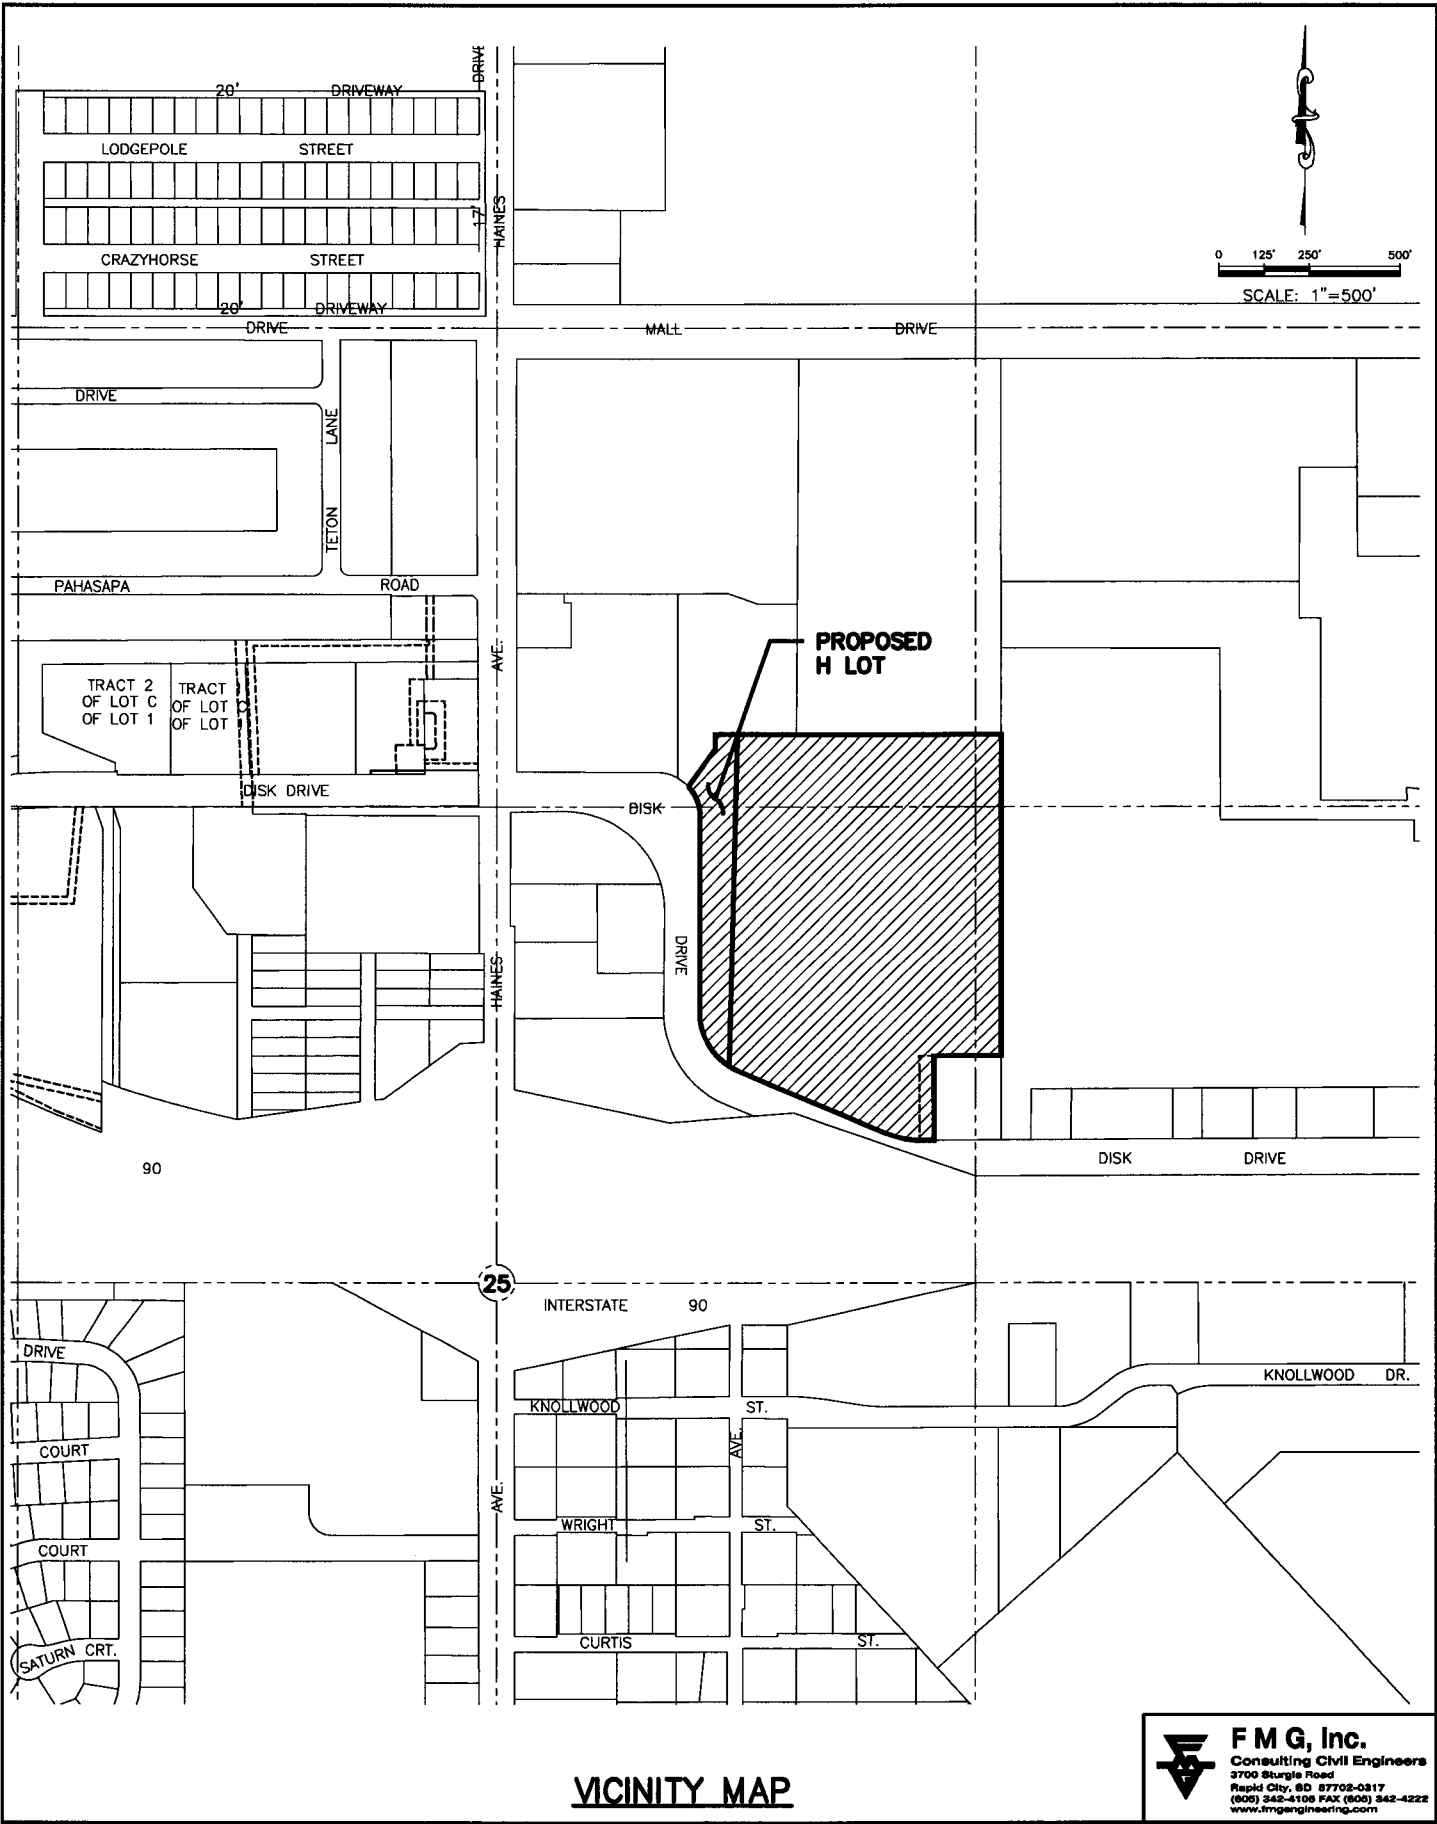 20' DRIVEWAY
DRIVE
LODGEPOLE STREET
17'
HAINES
CRAZYHORSE STREET
20' DRIVEWAY
0 125' 250' 500'
SCALE: 1"=500'
DRIVE MALL DRIVE
DRIVE
LANE
TETON
PAHASAPA ROAD
AVE.
PROPOSED
H LOT
TRACT 2
OF LOT C
OF LOT 1
TRACT
OF LOT
OF LOT
DISK DRIVE
DISK
DRIVE
HAINES
90
DISK DRIVE
25
INTERSTATE 90
DRIVE
KNOLLWOOD DR.
KNOLLWOOD ST.
AVE.
COURT
AVE.
WRIGHT ST.
COURT
CURTIS ST.
SATURN CRT.
VICINITY MAP
FMG
F M G, Inc.
Consulting Civil Engineers
3700 Sturgis Road
Rapid City, SD 57702-0317
(605) 342-4105 FAX (605) 342-4222
www.fmgengineering.com